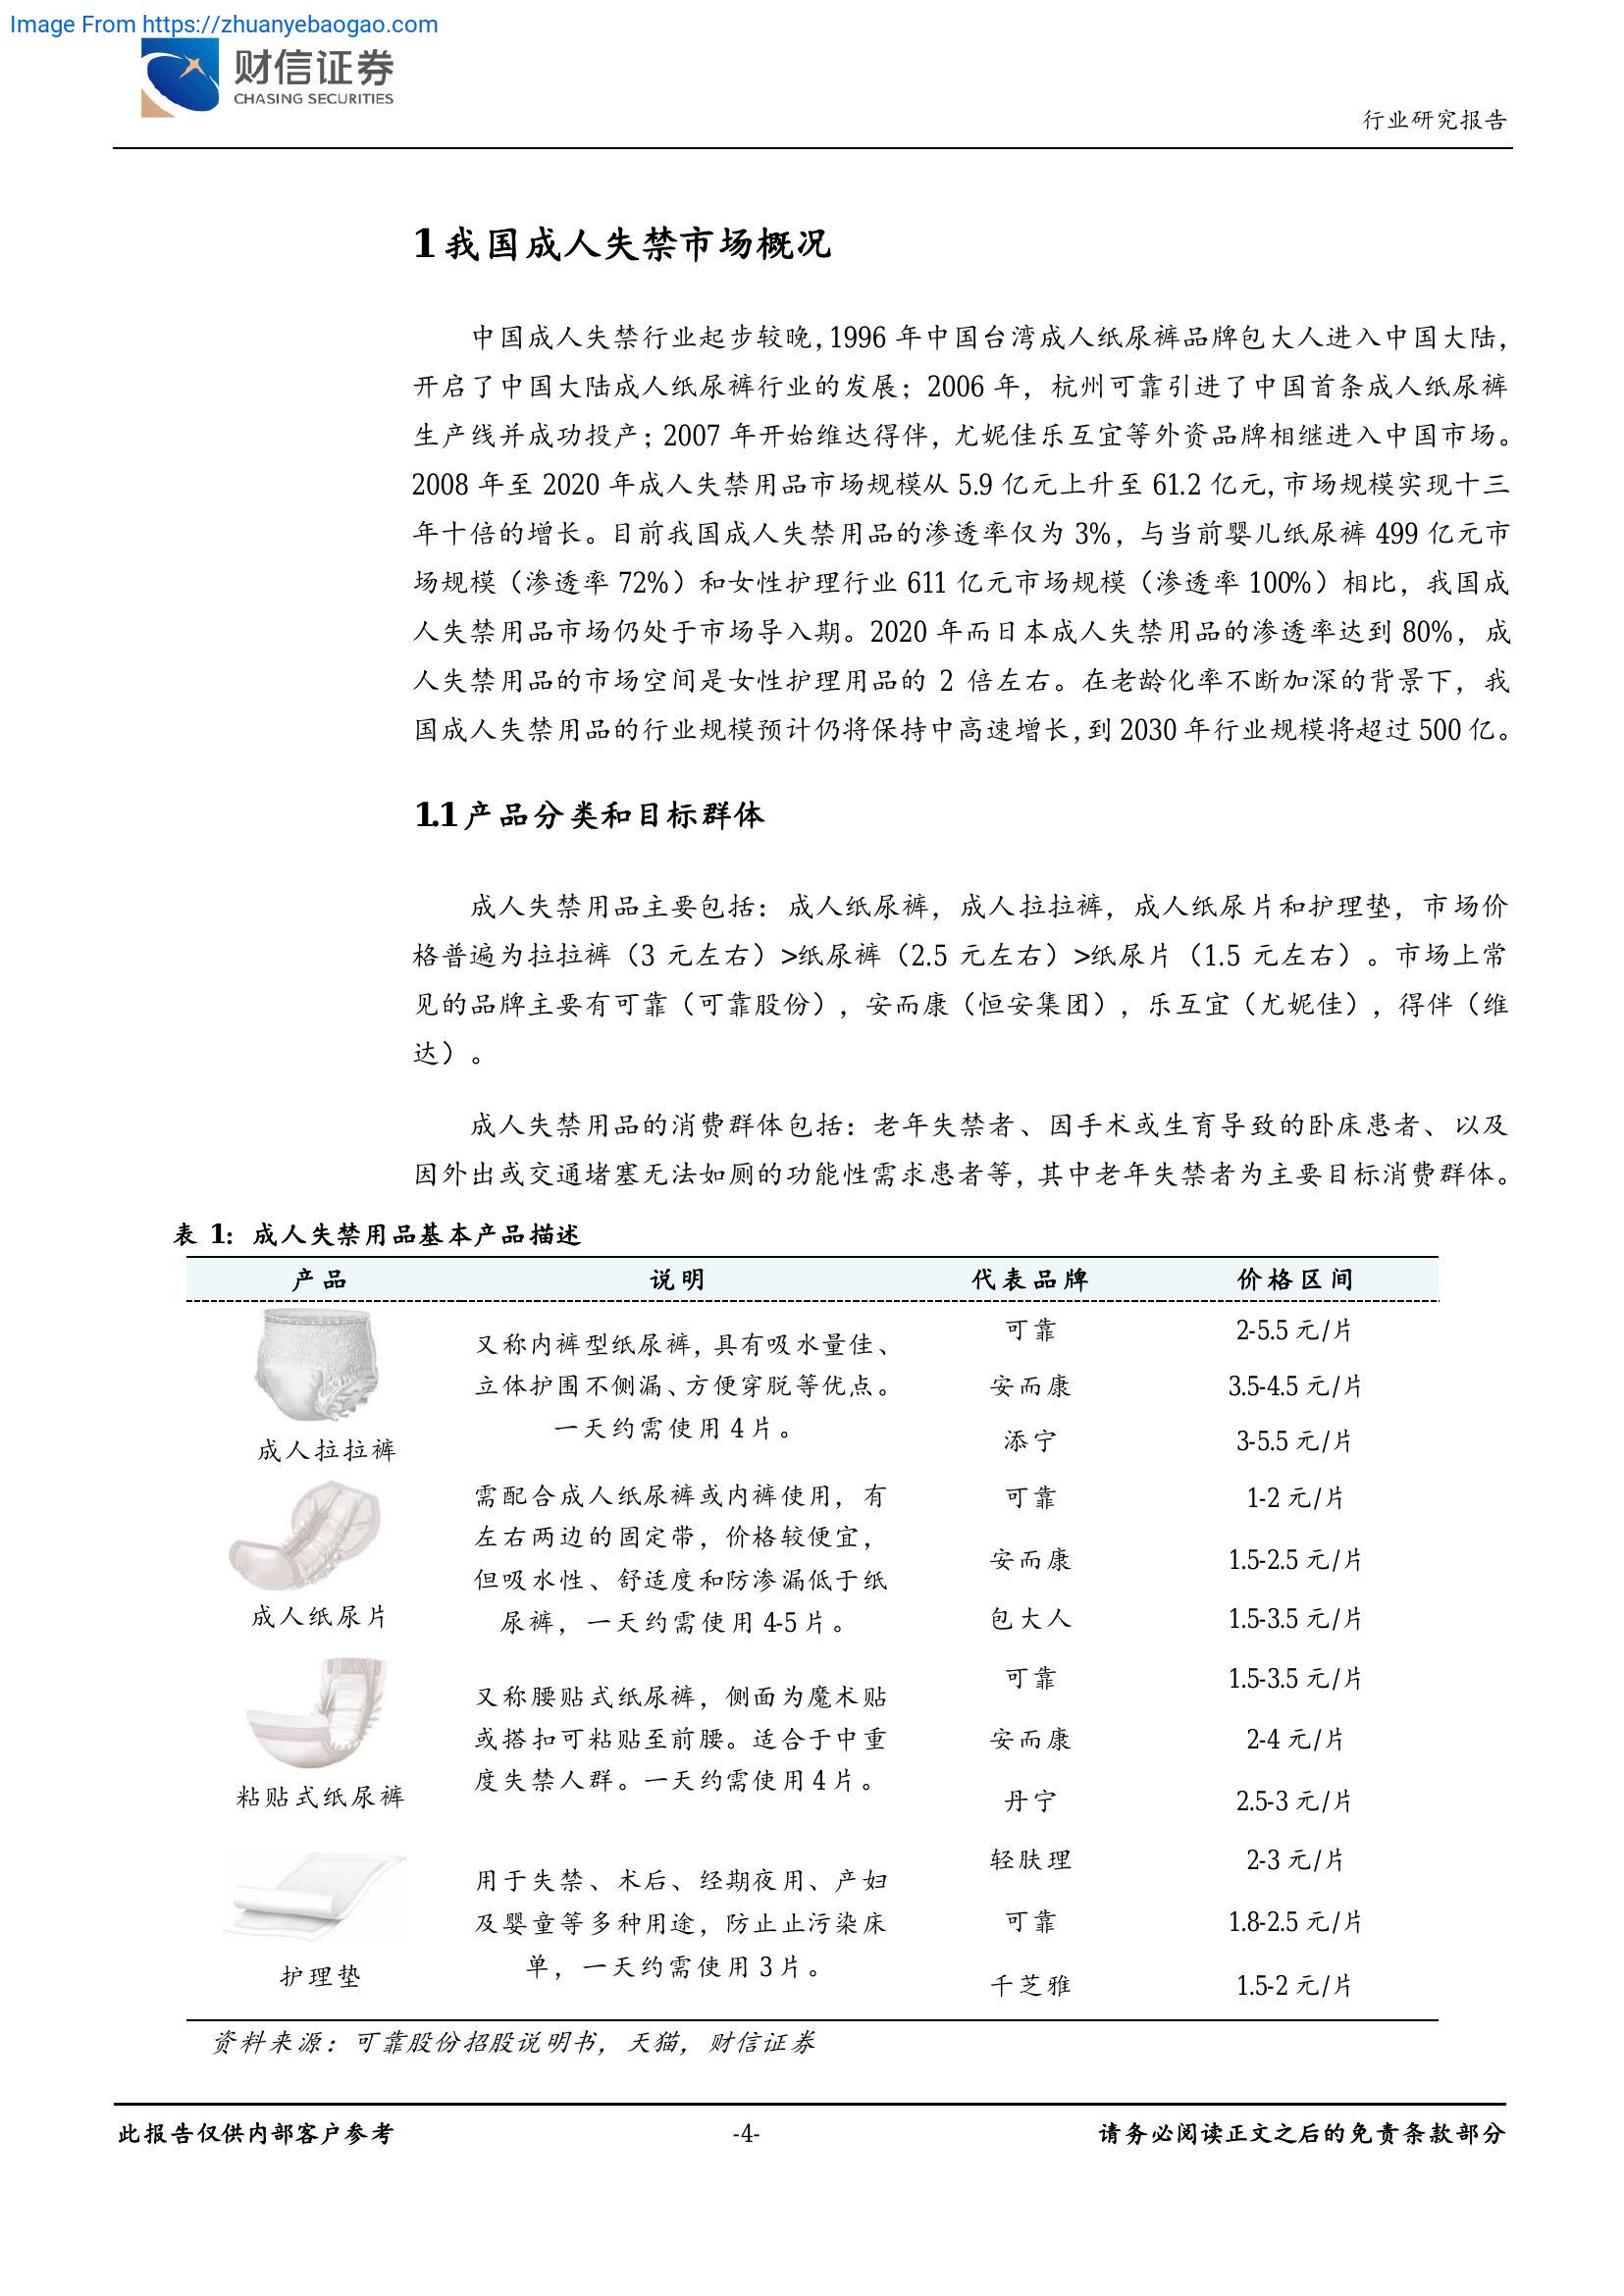 Image From https://zhuanyebaogao.com
财信证券
CHASING SECURITIES
行业研究报告
1 我国成人失禁市场概况
中国成人失禁行业起步较晚，1996 年中国台湾成人纸尿裤品牌包大人进入中国大陆，
开启了中国大陆成人纸尿裤行业的发展；2006 年，杭州可靠引进了中国首条成人纸尿裤
生产线并成功投产；2007 年开始维达得伴，尤妮佳乐互宜等外资品牌相继进入中国市场。
2008 年至 2020 年成人失禁用品市场规模从 5.9 亿元上升至 61.2 亿元，市场规模实现十三
年十倍的增长。目前我国成人失禁用品的渗透率仅为 3%，与当前婴儿纸尿裤 499 亿元市
场规模（渗透率 72%）和女性护理行业 611 亿元市场规模（渗透率 100%）相比，我国成
人失禁用品市场仍处于市场导入期。2020 年而日本成人失禁用品的渗透率达到 80%，成
人失禁用品的市场空间是女性护理用品的 2 倍左右。在老龄化率不断加深的背景下，我
国成人失禁用品的行业规模预计仍将保持中高速增长，到 2030 年行业规模将超过 500 亿。
1.1 产品分类和目标群体
成人失禁用品主要包括：成人纸尿裤，成人拉拉裤，成人纸尿片和护理垫，市场价
格普遍为拉拉裤（3 元左右）>纸尿裤（2.5 元左右）>纸尿片（1.5 元左右）。市场上常
见的品牌主要有可靠（可靠股份），安而康（恒安集团），乐互宜（尤妮佳），得伴（维
达）。
成人失禁用品的消费群体包括：老年失禁者、因手术或生育导致的卧床患者、以及
因外出或交通堵塞无法如厕的功能性需求患者等，其中老年失禁者为主要目标消费群体。
表 1：成人失禁用品基本产品描述
产品 说明 代表品牌 价格区间
成人拉拉裤
又称内裤型纸尿裤，具有吸水量佳、
立体护围不侧漏、方便穿脱等优点。
一天约需使用 4 片。
可靠 2-5.5 元/片
安而康 3.5-4.5 元/片
添宁 3-5.5 元/片
成人纸尿片
需配合成人纸尿裤或内裤使用，有
左右两边的固定带，价格较便宜，
但吸水性、舒适度和防渗漏低于纸
尿裤，一天约需使用 4-5 片。
可靠 1-2 元/片
安而康 1.5-2.5 元/片
包大人 1.5-3.5 元/片
粘贴式纸尿裤
又称腰贴式纸尿裤，侧面为魔术贴
或搭扣可粘贴至前腰。适合于中重
度失禁人群。一天约需使用 4 片。
可靠 1.5-3.5 元/片
安而康 2-4 元/片
丹宁 2.5-3 元/片
护理垫
用于失禁、术后、经期夜用、产妇
及婴童等多种用途，防止止污染床
单，一天约需使用 3 片。
轻肤理 2-3 元/片
可靠 1.8-2.5 元/片
千芝雅 1.5-2 元/片
资料来源：可靠股份招股说明书，天猫，财信证券
此报告仅供内部客户参考 -4- 请务必阅读正文之后的免责条款部分